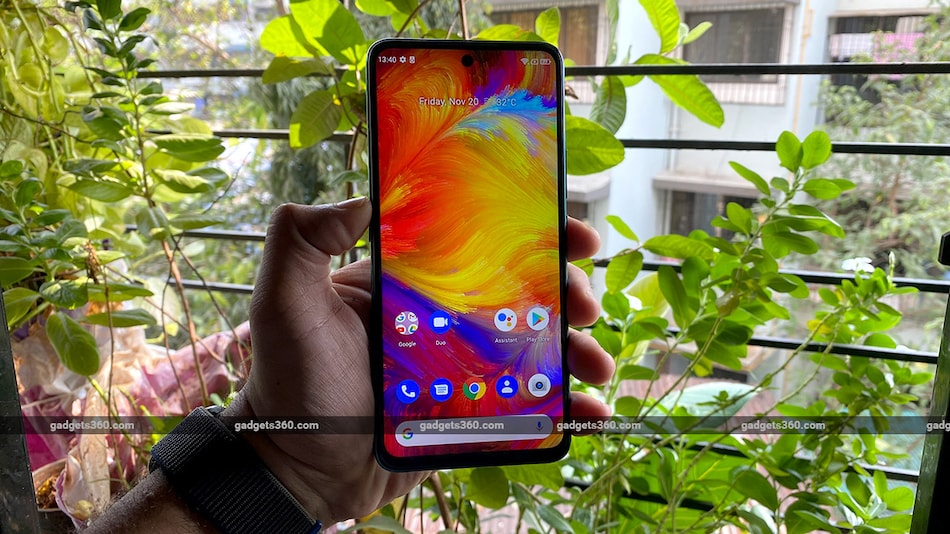 13:40
Friday, Nov 20 32°C
Google Duo Assistant Play Store
gadgets360.com gadgets360.com gadgets360.com gadgets360.com gadgets360.com gad